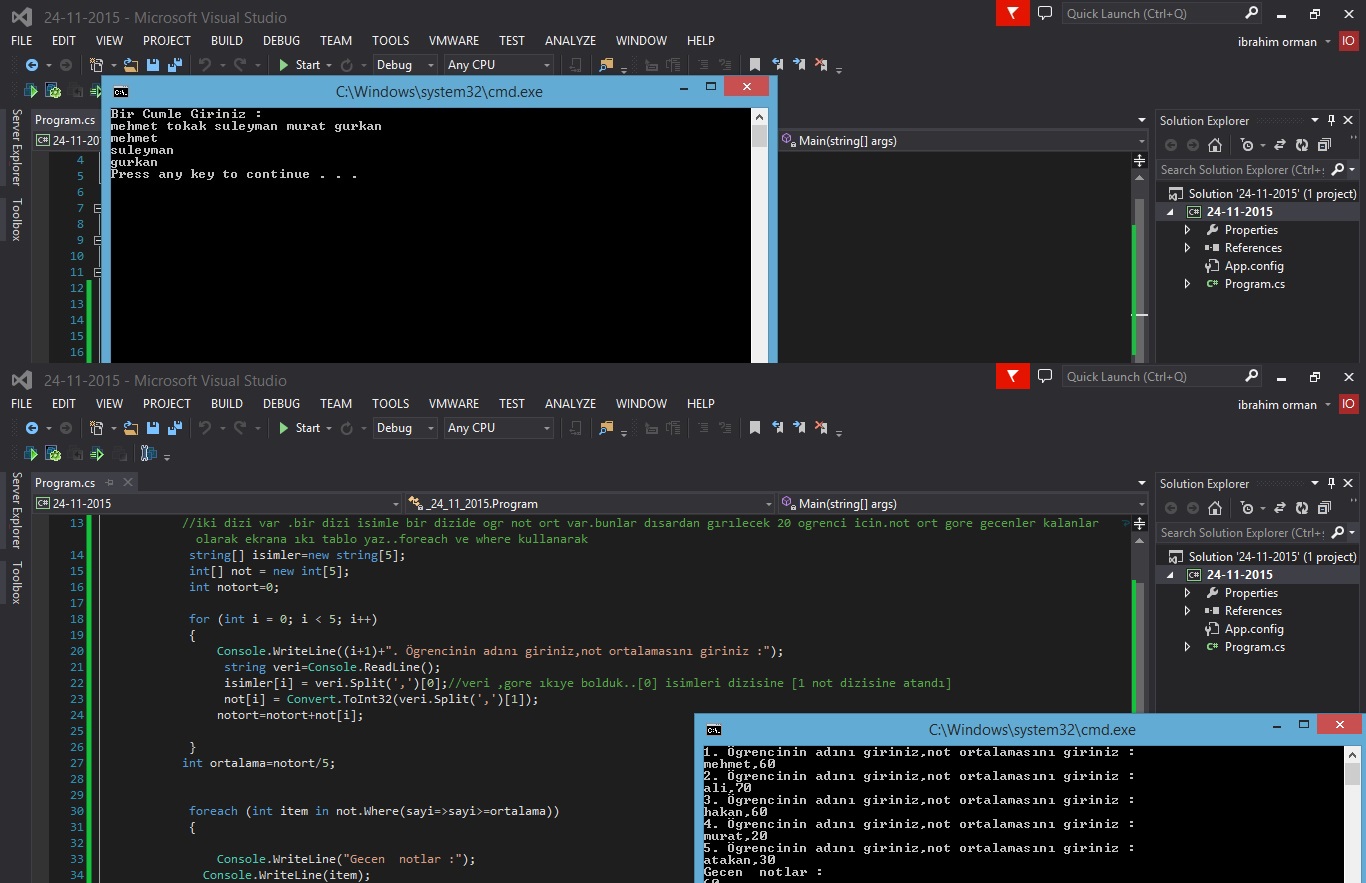 24-11-2015 - Microsoft Visual Studio
Quick Launch (Ctrl+Q)
FILE EDIT VIEW PROJECT BUILD DEBUG TEAM TOOLS VMWARE TEST ANALYZE WINDOW HELP
ibrahim orman IO
Start Debug Any CPU
C:\Windows\system32\cmd.exe
Bir Cumle Giriniz :
mehmet tokak suleyman murat gurkan
mehmet
suleyman
gurkan
Press any key to continue . . .
Server Explorer
Toolbox
Program.cs
24-11-20
Main(string[] args)
4
5
6
7
8
9
10
11
12
13
14
15
16
Solution Explorer
Search Solution Explorer (Ctrl+;
Solution '24-11-2015' (1 project)
24-11-2015
Properties
References
App.config
Program.cs
24-11-2015 - Microsoft Visual Studio
Quick Launch (Ctrl+Q)
FILE EDIT VIEW PROJECT BUILD DEBUG TEAM TOOLS VMWARE TEST ANALYZE WINDOW HELP
ibrahim orman IO
Start Debug Any CPU
Server Explorer
Toolbox
Program.cs
24-11-2015 _24_11_2015.Program Main(string[] args)
13 //iki dizi var .bir dizi isimle bir dizide ogr not ort var.bunlar dısardan gırılecek 20 ogrenci icin.not ort gore gecenler kalanlar
olarak ekrana ıkı tablo yaz..foreach ve where kullanarak
14 string[] isimler=new string[5];
15 int[] not = new int[5];
16 int notort=0;
17
18 for (int i = 0; i < 5; i++)
19 {
20 Console.WriteLine((i+1)+". Ögrencinin adını giriniz,not ortalamasını giriniz :");
21 string veri=Console.ReadLine();
22 isimler[i] = veri.Split(',')[0];//veri ,gore ıkıye bolduk..[0] isimleri dizisine [1 not dizisine atandı]
23 not[i] = Convert.ToInt32(veri.Split(',')[1]);
24 notort=notort+not[i];
25
26 }
27 int ortalama=notort/5;
28
29
30 foreach (int item in not.Where(sayi=>sayi>=ortalama))
31 {
32
33 Console.WriteLine("Gecen  notlar :");
34 Console.WriteLine(item);
Solution Explorer
Search Solution Explorer (Ctrl+;
Solution '24-11-2015' (1 project)
24-11-2015
Properties
References
App.config
Program.cs
C:\Windows\system32\cmd.exe
1. Ögrencinin adını giriniz,not ortalamasını giriniz :
mehmet,60
2. Ögrencinin adını giriniz,not ortalamasını giriniz :
ali,70
3. Ögrencinin adını giriniz,not ortalamasını giriniz :
hakan,60
4. Ögrencinin adını giriniz,not ortalamasını giriniz :
murat,20
5. Ögrencinin adını giriniz,not ortalamasını giriniz :
atakan,30
Gecen  notlar :
60